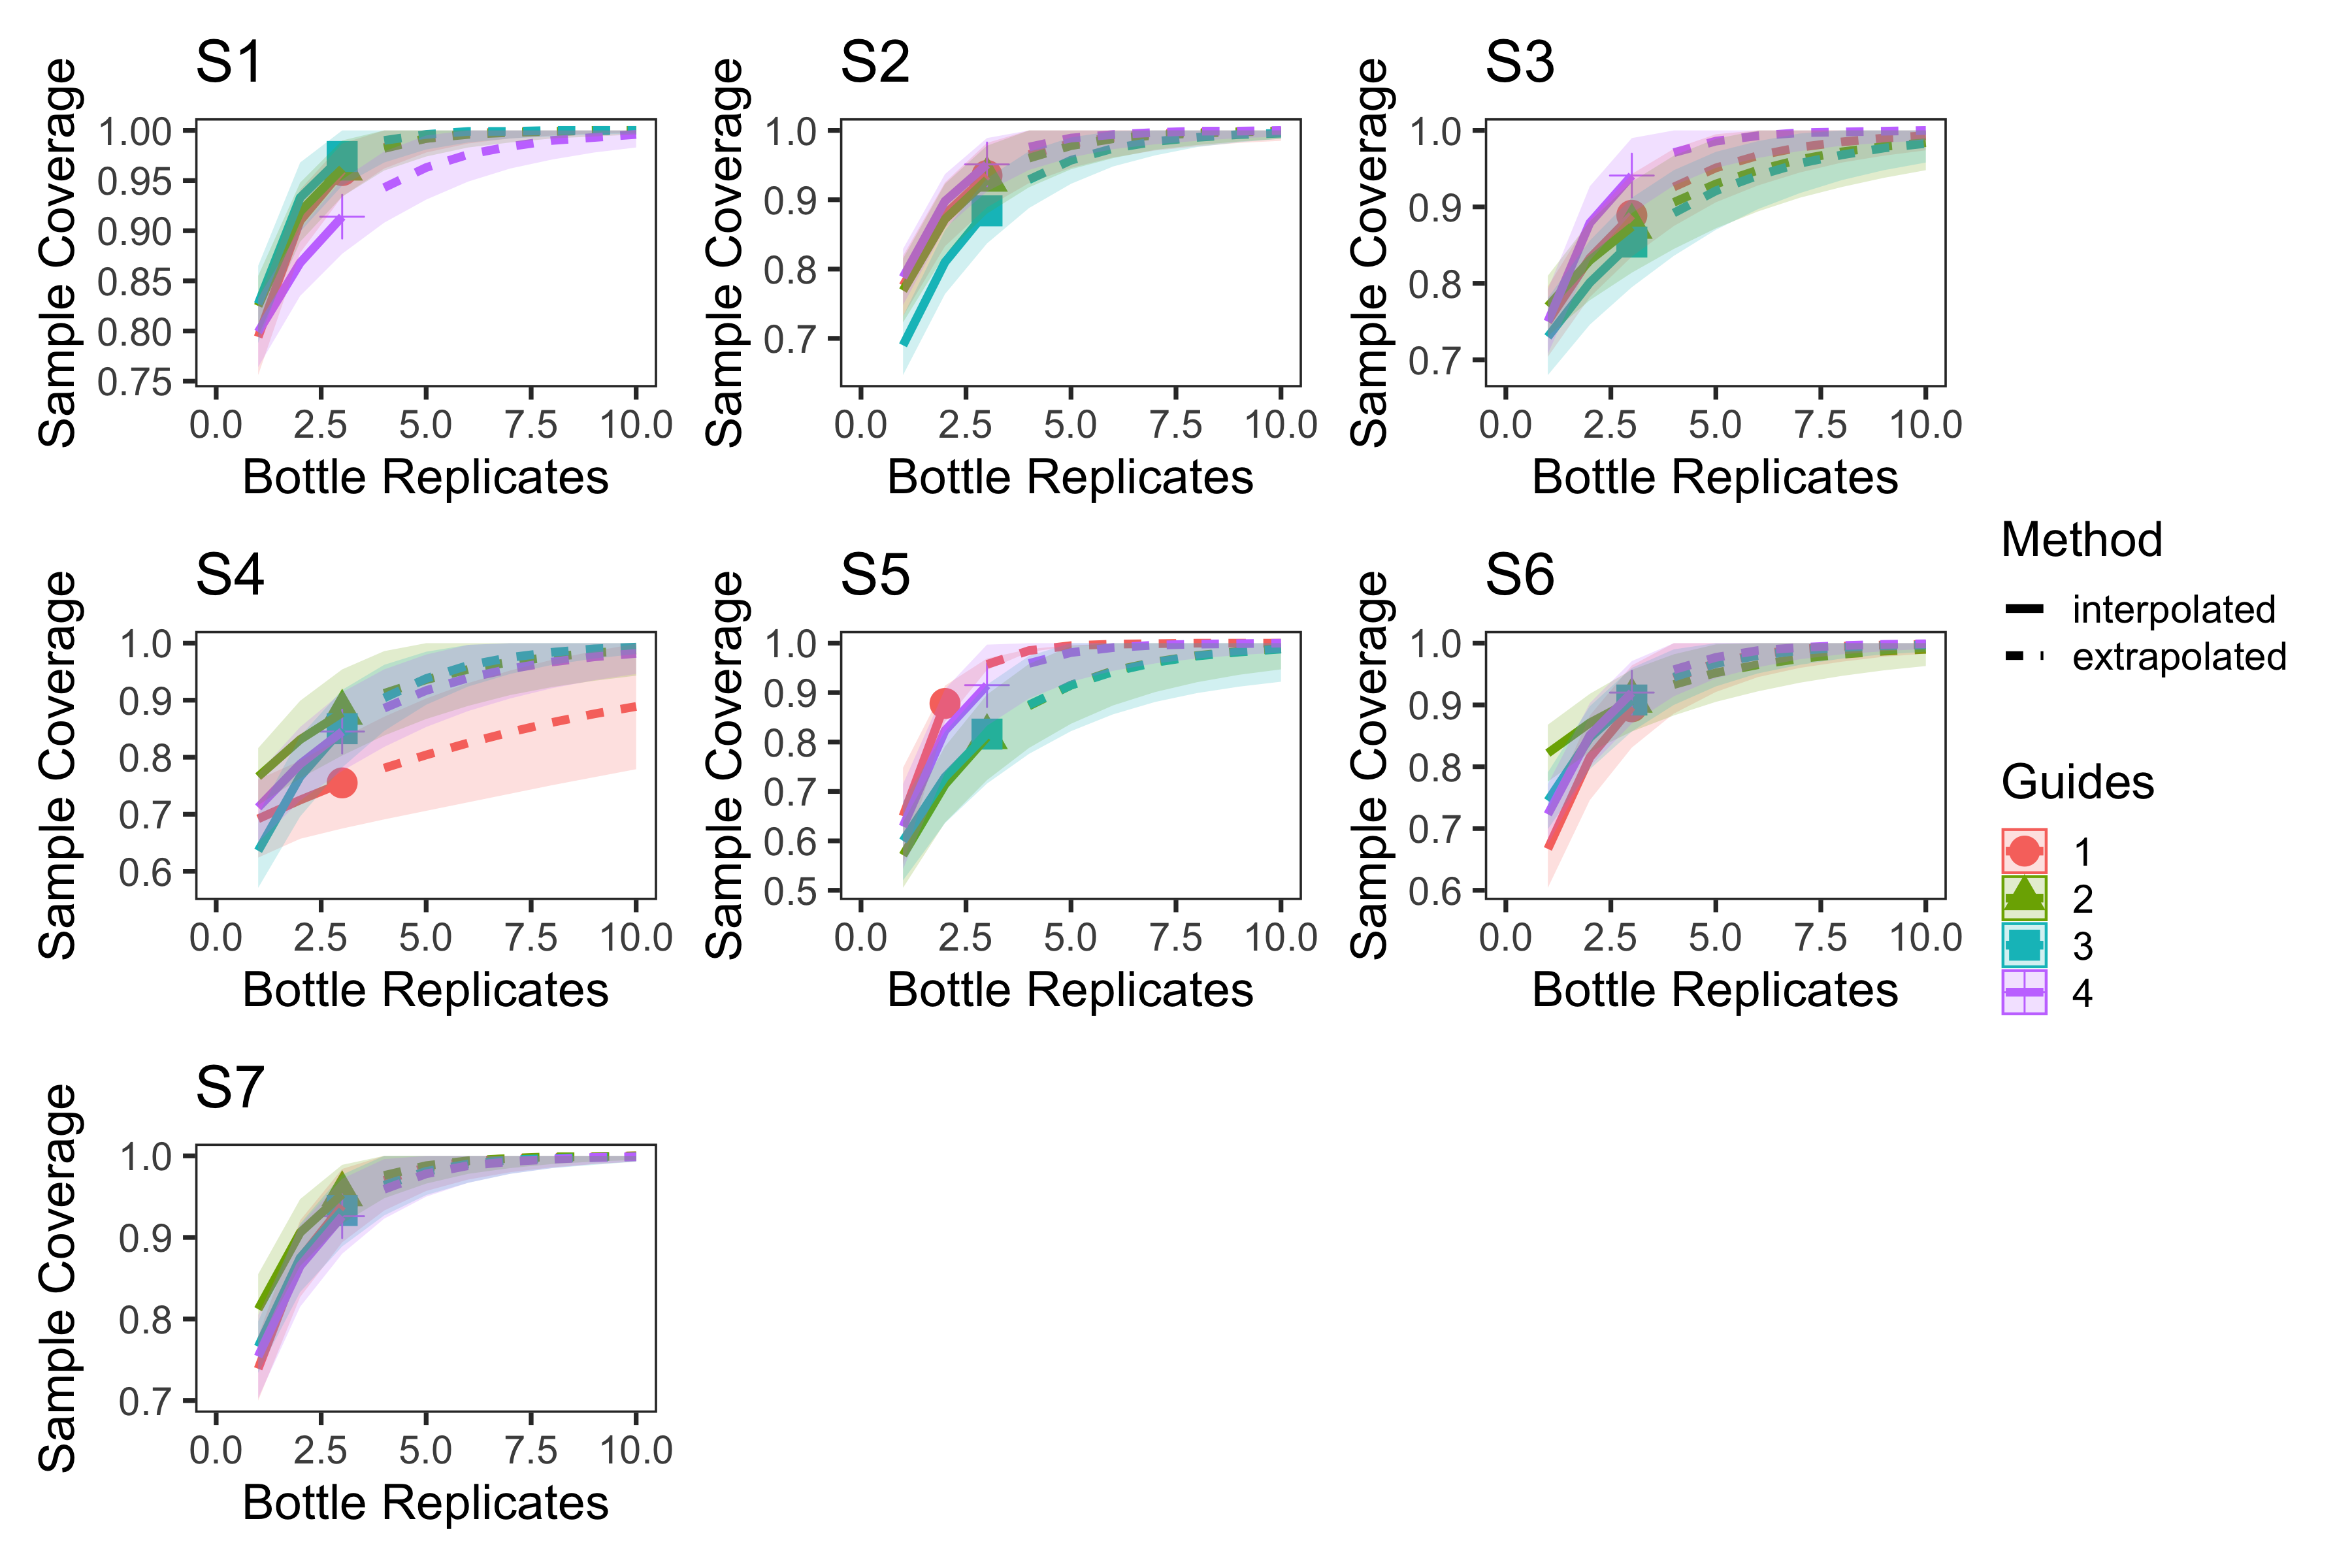 S1
Sample Coverage
1.00
0.95
0.90
0.85
0.80
0.75
0.0 2.5 5.0 7.5 10.0
Bottle Replicates
S2
Sample Coverage
1.0
0.9
0.8
0.7
0.0 2.5 5.0 7.5 10.0
Bottle Replicates
S3
Sample Coverage
1.0
0.9
0.8
0.7
0.0 2.5 5.0 7.5 10.0
Bottle Replicates
S4
Sample Coverage
1.0
0.9
0.8
0.7
0.6
0.0 2.5 5.0 7.5 10.0
Bottle Replicates
S5
Sample Coverage
1.0
0.9
0.8
0.7
0.6
0.5
0.0 2.5 5.0 7.5 10.0
Bottle Replicates
S6
Sample Coverage
1.0
0.9
0.8
0.7
0.6
0.0 2.5 5.0 7.5 10.0
Bottle Replicates
S7
Sample Coverage
1.0
0.9
0.8
0.7
0.0 2.5 5.0 7.5 10.0
Bottle Replicates
Method
interpolated
extrapolated
Guides
1
2
3
4